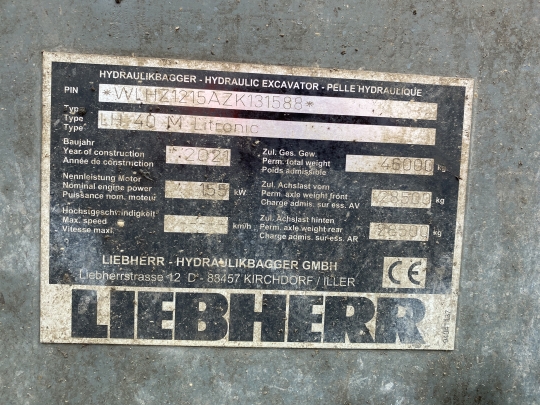 HYDRAULIKBAGGER - HYDRAULIC EXCAVATOR - PELLE HYDRAULIQUE
PIN *WLHZ1215AZK131588*
Typ
Type LH 40 M Litronic
Type
Baujahr
Year of construction 2021
Année de construction
Zul. Ges. Gew.
Perm. total weight 45000 kg
Poids admissible
Nennleistung Motor
Nominal engine power 155 kW
Puissance nom. moteur
Zul. Achslast vorn
Perm. axle weight front 28500 kg
Charge admis. sur ess. AV
Höchstgeschwindigkeit
Max. speed km/h
Vitesse maxi.
Zul. Achslast hinten
Perm. axle weight rear kg
Charge admis. sur ess. AR
LIEBHERR - HYDRAULIKBAGGER GMBH
Liebherrstrasse 12 D - 88457 KIRCHDORF / ILLER
CE
LIEBHERR